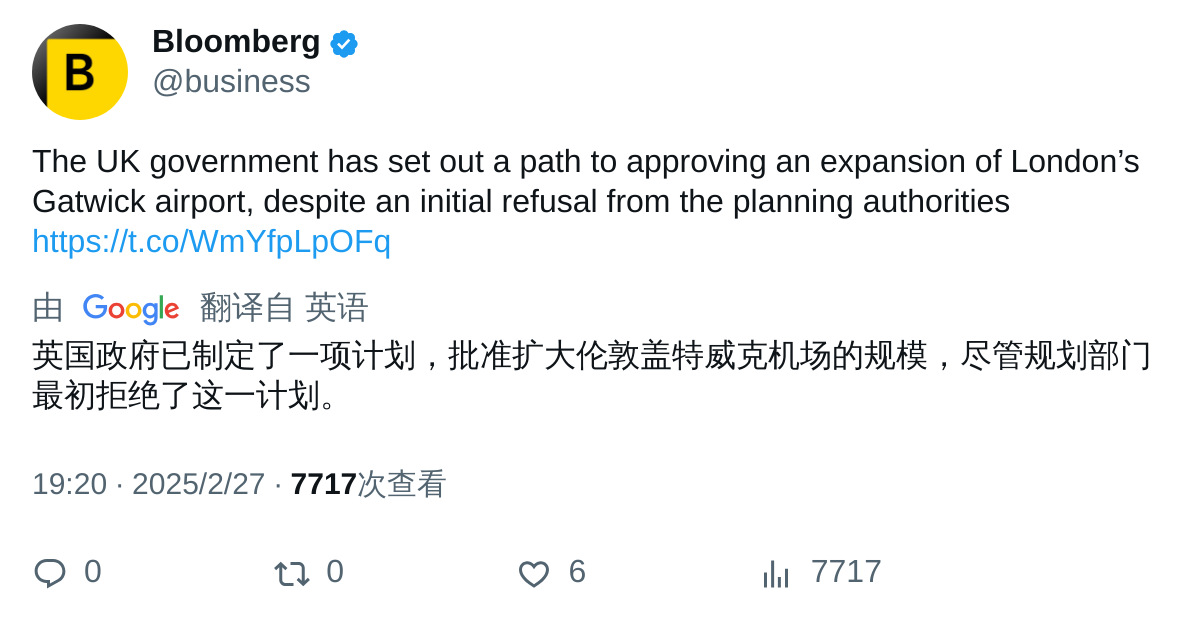 B
Bloomberg
@business
The UK government has set out a path to approving an expansion of London’s
Gatwick airport, despite an initial refusal from the planning authorities
https://t.co/WmYfpLpOFq
由 Google 翻译自 英语
英国政府已制定了一项计划，批准扩大伦敦盖特威克机场的规模，尽管规划部门
最初拒绝了这一计划。
19:20 · 2025/2/27 · 7717次查看
0 0 6 7717